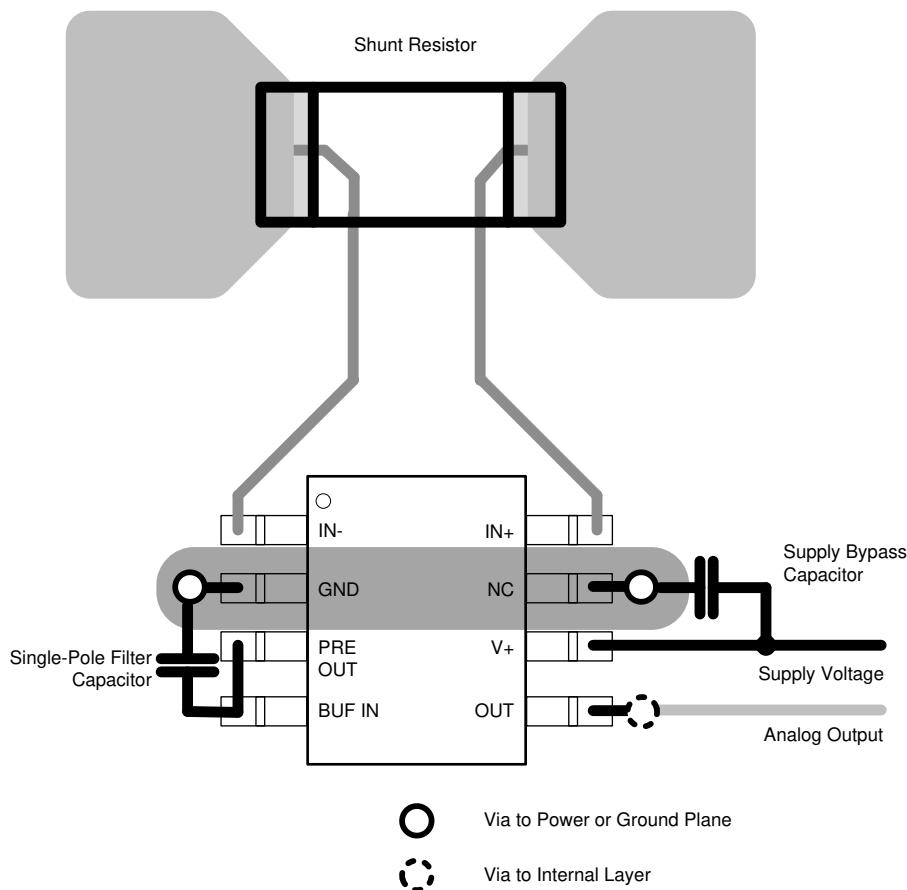 Shunt Resistor
IN-
IN+
GND
NC
Supply Bypass
Capacitor
PRE
OUT
V+
Single-Pole Filter
Capacitor
Supply Voltage
BUF IN
OUT
Analog Output
Via to Power or Ground Plane
Via to Internal Layer